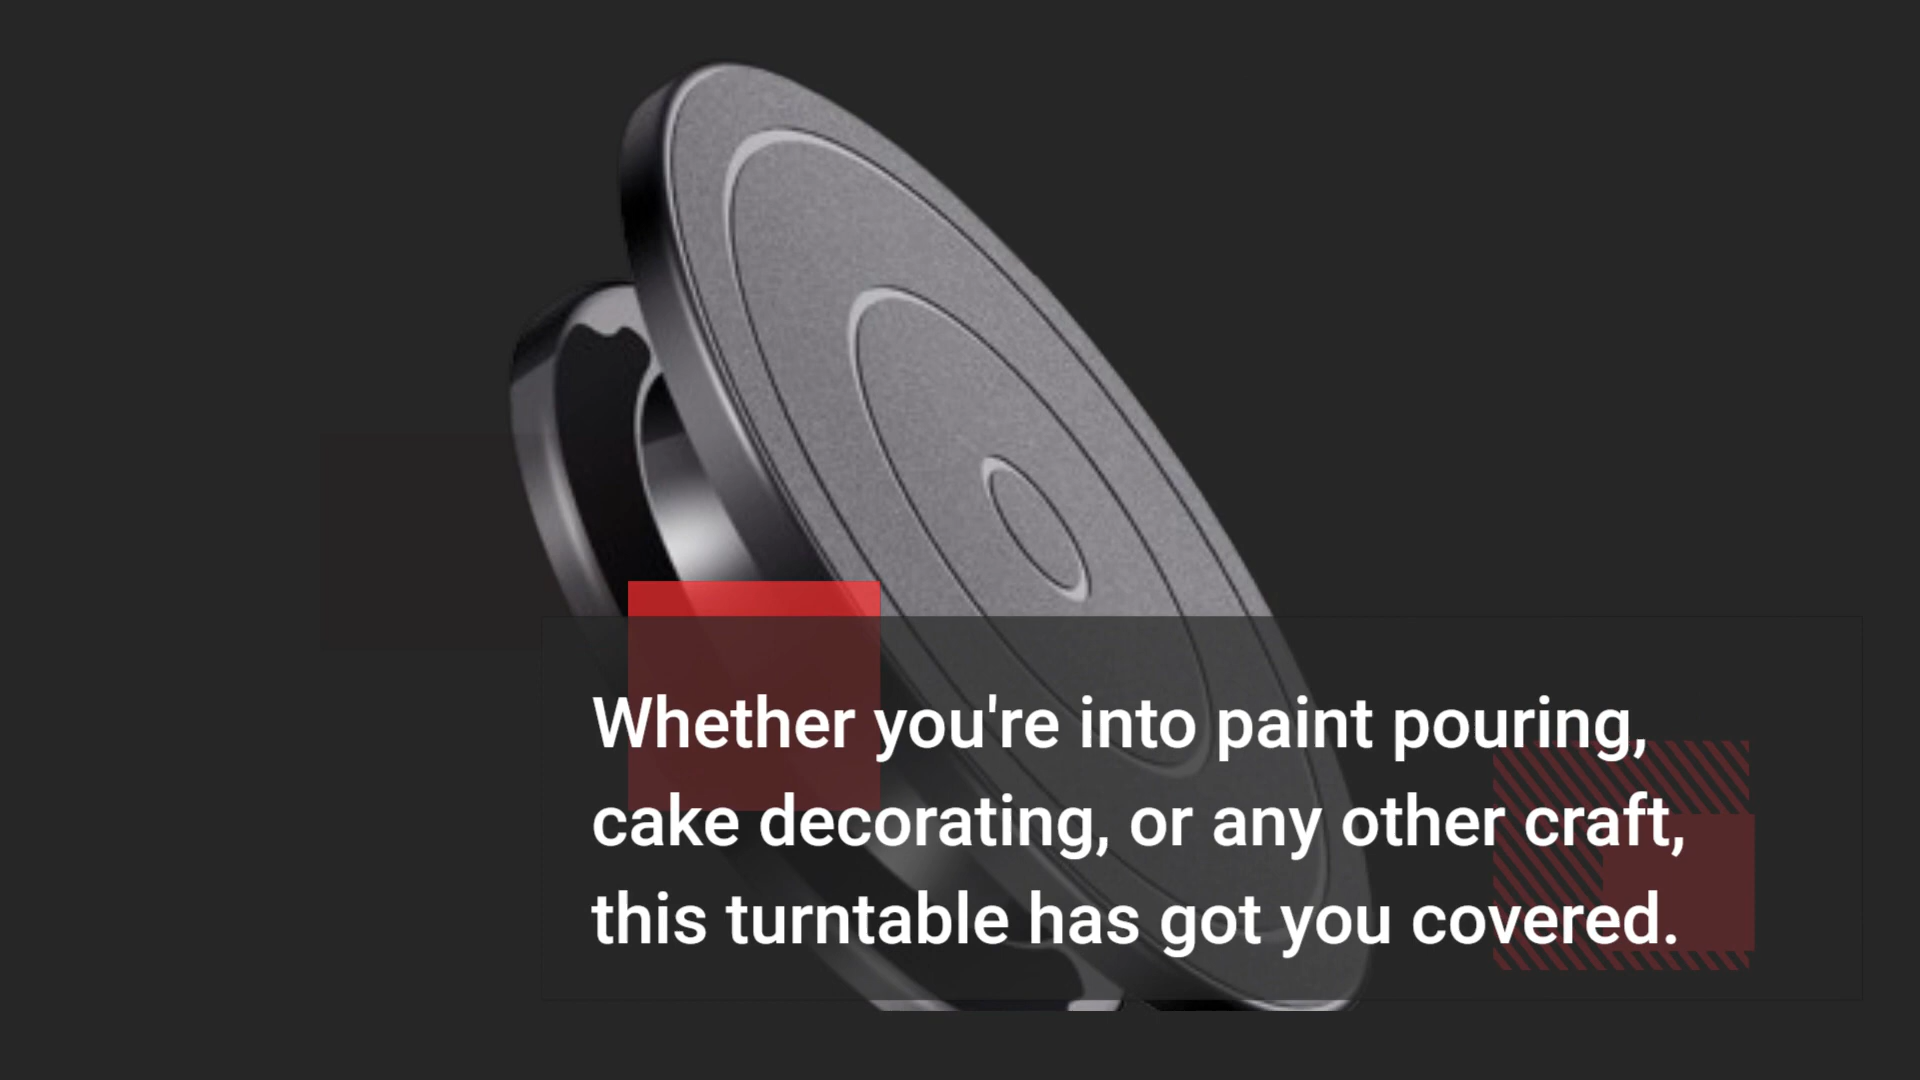 Whether you're into paint pouring,
cake decorating, or any other craft,
this turntable has got you covered.